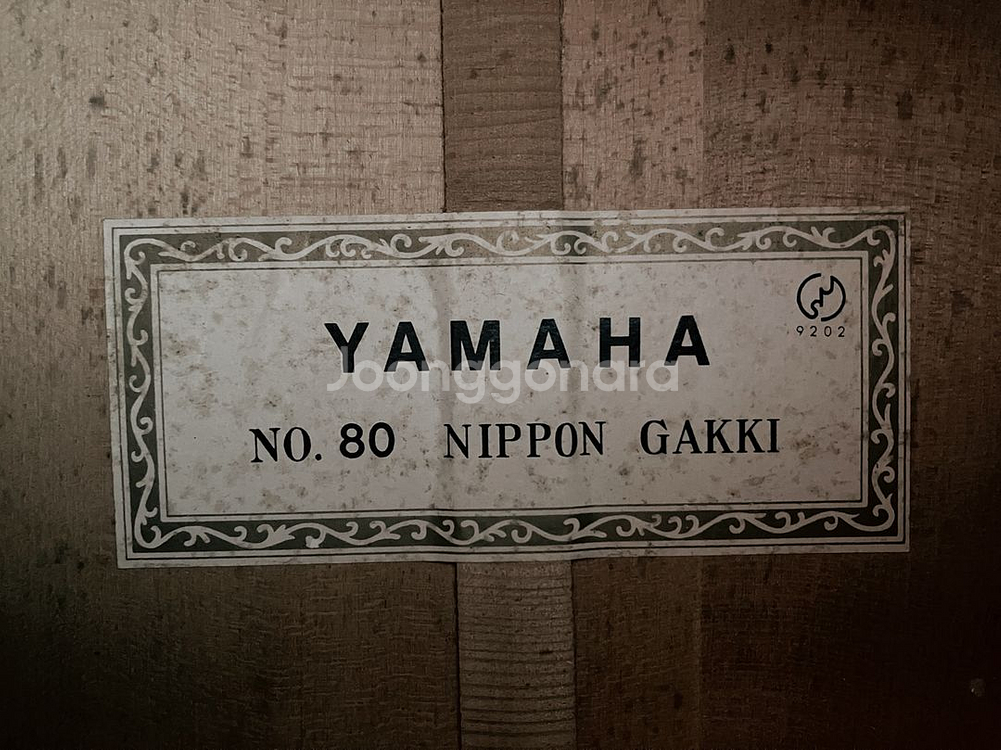 9202
YAMAHA
Joonggonara
NO. 80 NIPPON GAKKI